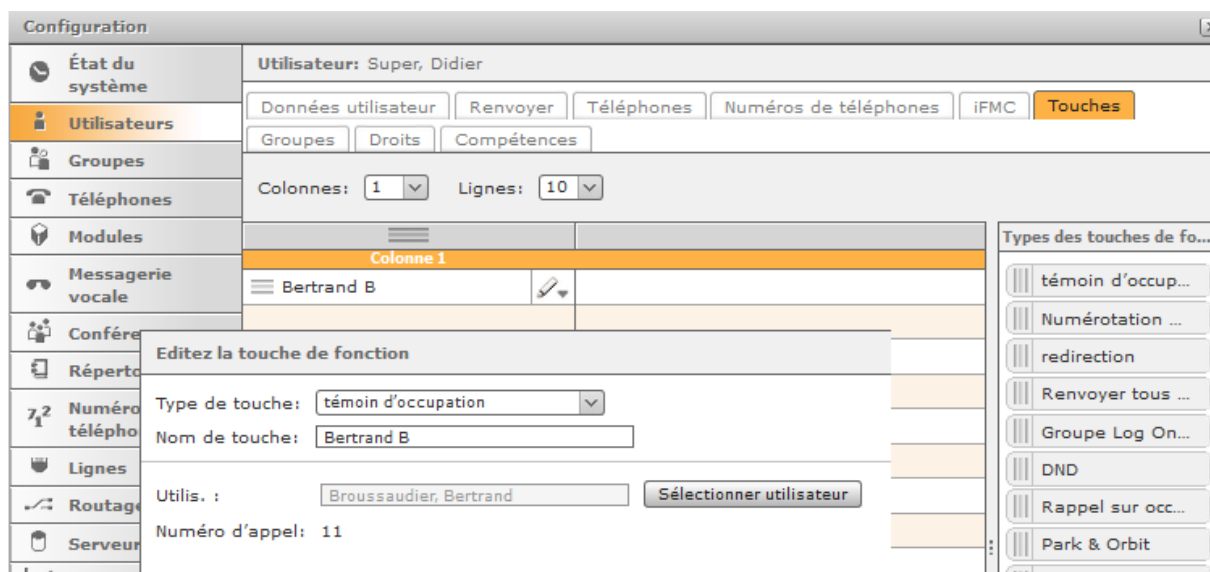 Configuration
État du
système
Utilisateurs
Groupes
Téléphones
Modules
Messagerie
vocale
Confére
Réperto
Numéro
télépho
Lignes
Routage
Serveur
Utilisateur: Super, Didier
Données utilisateur Renvoyer Téléphones Numéros de téléphones iFMC Touches
Groupes Droits Compétences
Colonnes: 1 Lignes: 10
Colonne 1
Bertrand B
Editez la touche de fonction
Type de touche: témoin d'occupation
Nom de touche: Bertrand B
Utilis. : Broussaudier, Bertrand Sélectionner utilisateur
Numéro d'appel: 11
Types des touches de fo...
témoin d'occup...
Numérotation ...
redirection
Renvoyer tous ...
Groupe Log On...
DND
Rappel sur occ...
Park & Orbit